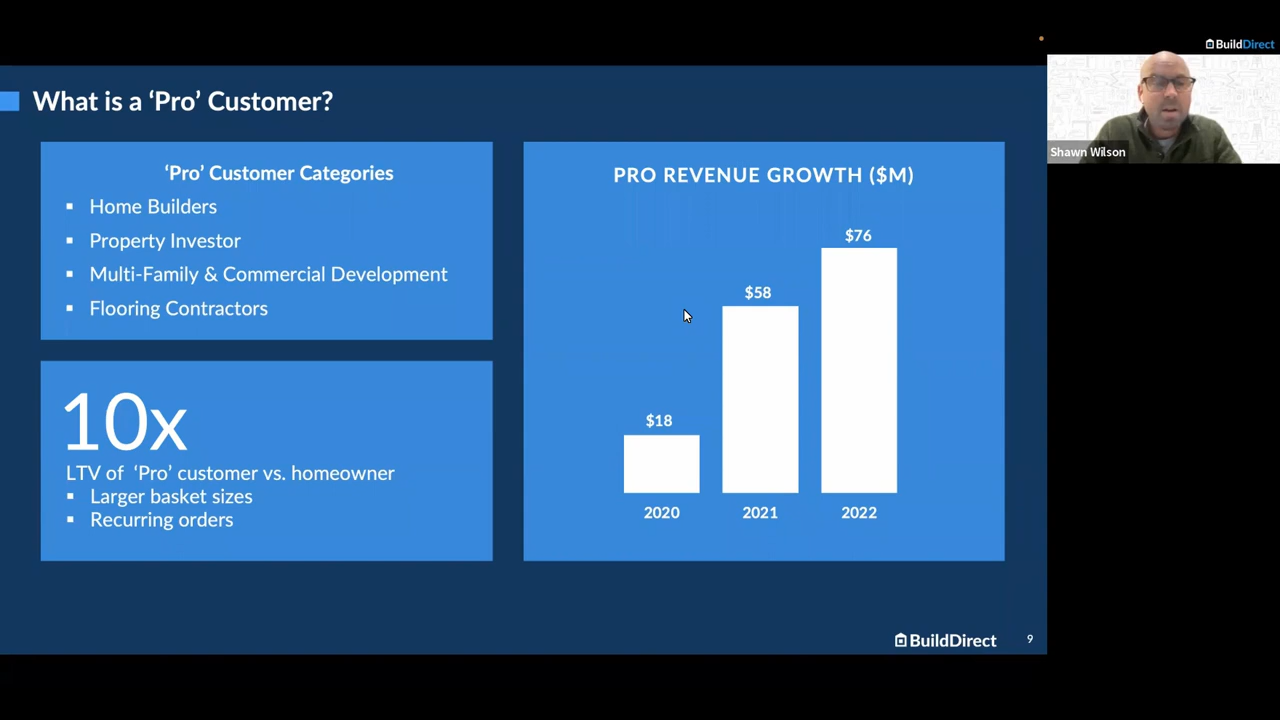 BuildDirect
Shawn Wilson
What is a ‘Pro’ Customer?
‘Pro’ Customer Categories
▪ Home Builders
▪ Property Investor
▪ Multi-Family & Commercial Development
▪ Flooring Contractors
10x
LTV of ‘Pro’ customer vs. homeowner
▪ Larger basket sizes
▪ Recurring orders
PRO REVENUE GROWTH ($M)
$18
$58
$76
2020
2021
2022
BuildDirect
9